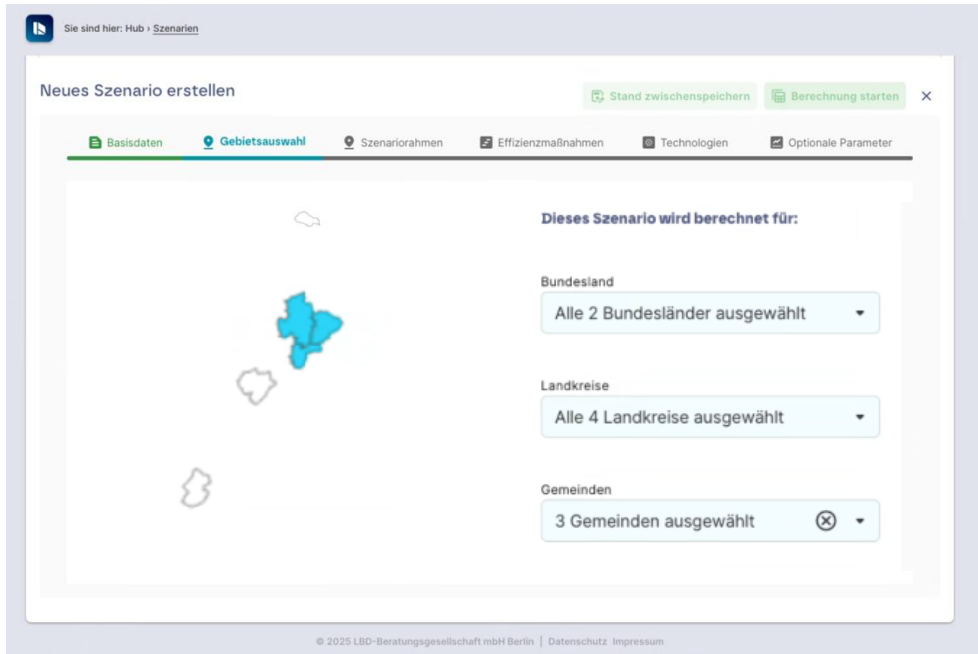 Sie sind hier: Hub › Szenarien
Neues Szenario erstellen
Stand zwischenspeichern
Berechnung starten
Basisdaten
Gebietsauswahl
Szenariorahmen
Effizienzmaßnahmen
Technologien
Optionale Parameter
Dieses Szenario wird berechnet für:
Bundesland
Alle 2 Bundesländer ausgewählt
Landkreise
Alle 4 Landkreise ausgewählt
Gemeinden
3 Gemeinden ausgewählt
© 2025 LBD-Beratungsgesellschaft mbH Berlin | Datenschutz Impressum